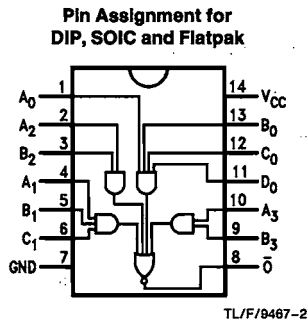 Pin Assignment for
DIP, SOIC and Flatpak
A₀ 1 14 V_CC
A₂ 2 13 B₀
B₂ 3 12 C₀
A₁ 4 11 D₀
B₁ 5 10 A₃
C₁ 6 9 B₃
GND 7 8 O̅
TL/F/9467–2